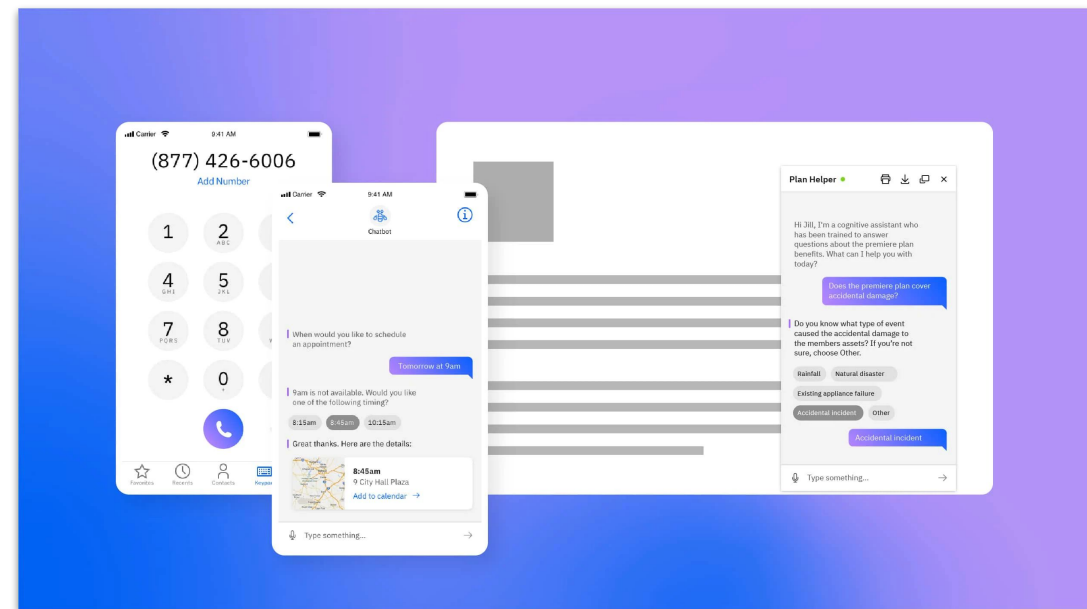 Carrier 9:41 AM
(877) 426-6006
Add Number
1 2
ABC
4 5
GHI JKL
7 8
PQRS TUV
* 0
+
Favorites Recents Contacts
Carrier 9:41 AM
Chatbot
When would you like to schedule
an appointment?
Tomorrow at 9am
9am is not available. Would you like
one of the following timing?
8:15am 8:45am 10:15am
Great thanks. Here are the details:
8:45am
9 City Hall Plaza
Add to calendar →
Type something... →
Plan Helper
Hi Jill, I'm a cognitive assistant who
has been trained to answer
questions about the premiere plan
benefits. What can I help you with
today?
Does the premiere plan cover
accidental damage?
Do you know what type of event
caused the accidental damage to
the members assets? If you're not
sure, choose Other.
Rainfall Natural disaster
Existing appliance failure
Accidental incident Other
Accidental incident
Type something... →